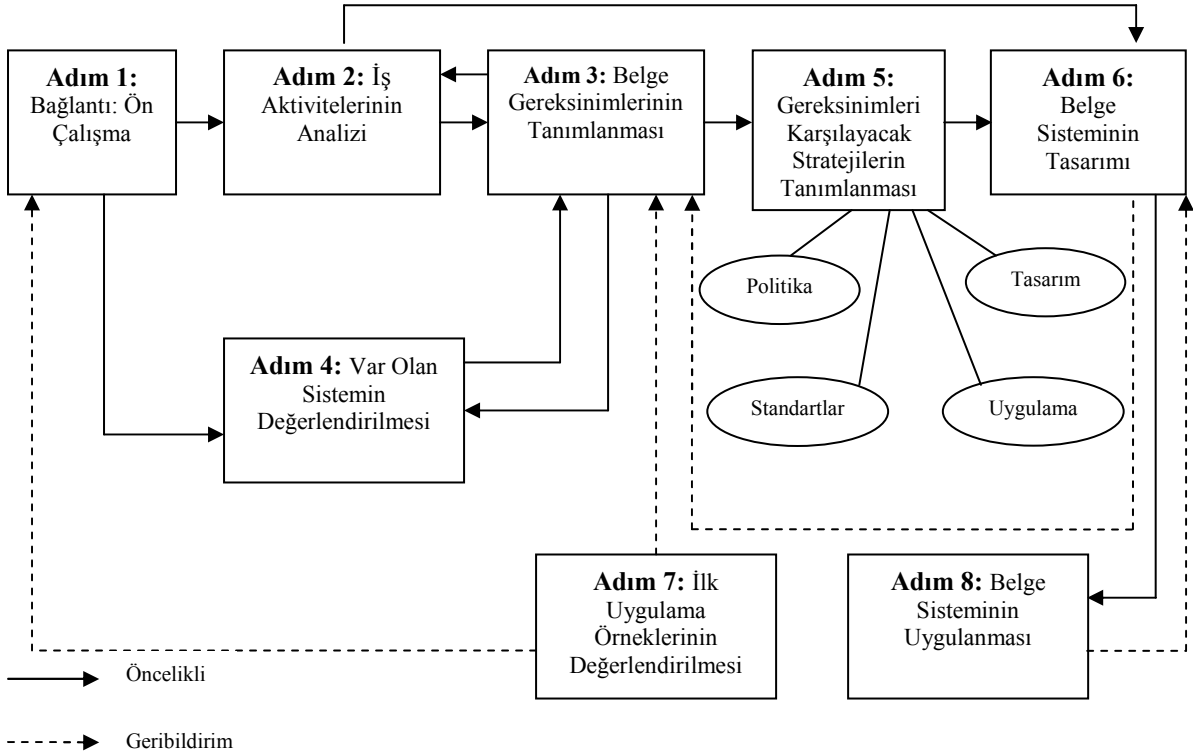 Adım 1:
Bağlantı: Ön
Çalışma
Adım 2: İş
Aktivitelerinin
Analizi
Adım 3: Belge
Gereksinimlerinin
Tanımlanması
Adım 5:
Gereksinimleri
Karşılayacak
Stratejilerin
Tanımlanması
Adım 6:
Belge
Sisteminin
Tasarımı
Politika
Tasarım
Standartlar
Uygulama
Adım 4: Var Olan
Sistemin
Değerlendirilmesi
Adım 7: İlk
Uygulama
Örneklerinin
Değerlendirilmesi
Adım 8: Belge
Sisteminin
Uygulanması
Öncelikli
Geribildirim